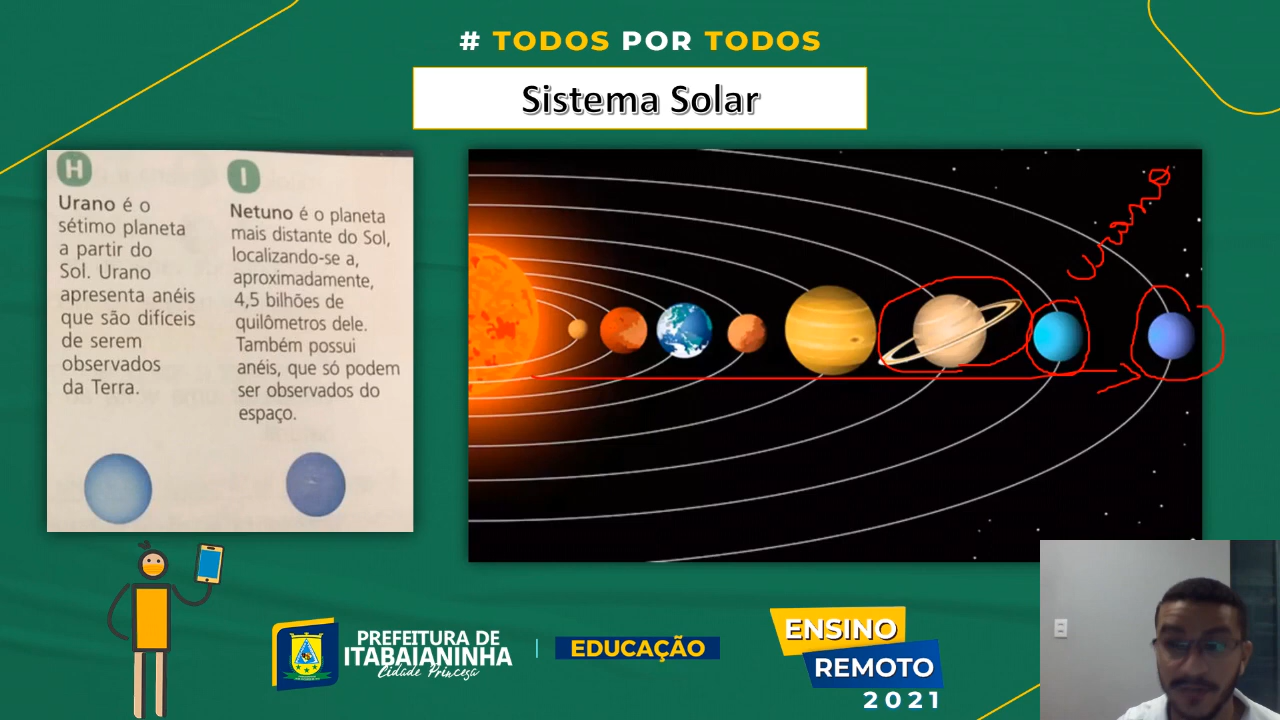 # TODOS POR TODOS
Sistema Solar
H
Urano é o
sétimo planeta
a partir do
Sol. Urano
apresenta anéis
que são difíceis
de serem
observados
da Terra.
I
Netuno é o planeta
mais distante do Sol,
localizando-se a,
aproximadamente,
4,5 bilhões de
quilômetros dele.
Também possui
anéis, que só podem
ser observados do
espaço.
urano
PREFEITURA DE
ITABAIANINHA
Cidade Princesa
EDUCAÇÃO
ENSINO
REMOTO
2021